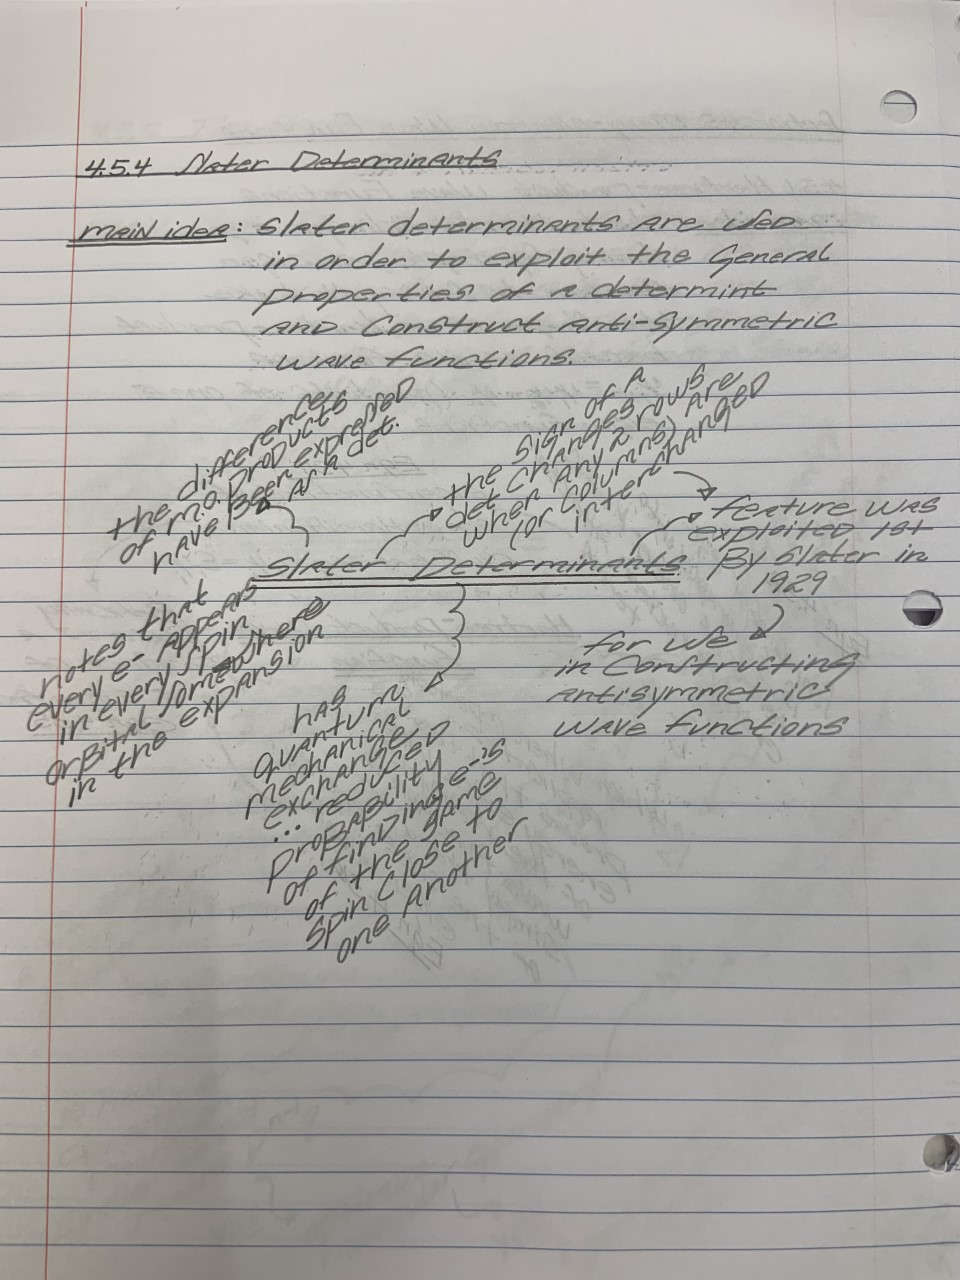 4.5.4 Slater Determinants
main idea: Slater determinants are used
in order to exploit the General
properties of a determint
and Construct anti-symmetric
wave functions.
the differences
of m.o. products
have been expressed
as a det.
the sign of a
det changes
when any 2 rows
(or columns) are
interchanged
feature was
exploited 1st
By Slater in
1929
for use
in Constructing
antisymmetric
wave functions
Slater Determinants
notes that
every e- appears
in every spin
orbital somewhere
in the expansion
has
quantum
mechanical
exchange
... reduced
probability
of finding e-'s
of the same
spin close to
one another